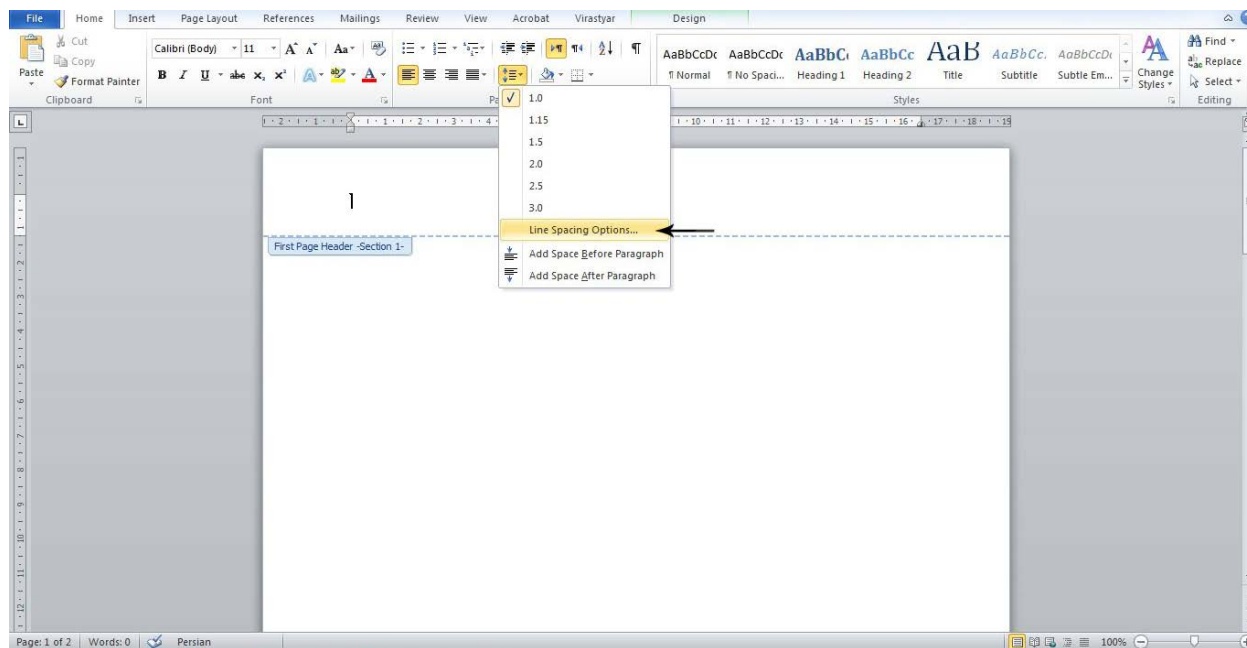 File Home Insert Page Layout References Mailings Review View Acrobat Virastyar Design
Cut
Copy
Paste
Format Painter
Clipboard
Calibri (Body) 11
Font
AaBbCcDc AaBbCcDc AaBbC AaBbCc AaB AaBbCc. AaBbCcDc
¶ Normal ¶ No Spaci... Heading 1 Heading 2 Title Subtitle Subtle Em...
Styles
Change
Styles
Find
Replace
Select
Editing
1.0
1.15
1.5
2.0
2.5
3.0
Line Spacing Options...
Add Space Before Paragraph
Add Space After Paragraph
First Page Header -Section 1-
Page: 1 of 2 Words: 0 Persian 100%